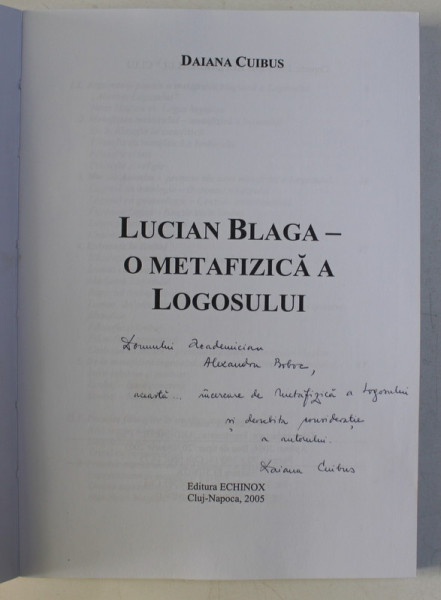 DAIANA CUIBUS
LUCIAN BLAGA –
O METAFIZICĂ A
LOGOSULUI
Domnului Academician
Alexandru Boboc,
această... încercare de metafizică a Logosului
și deosebita considerație
a autorului.
Daiana Cuibus
Editura ECHINOX
Cluj-Napoca, 2005